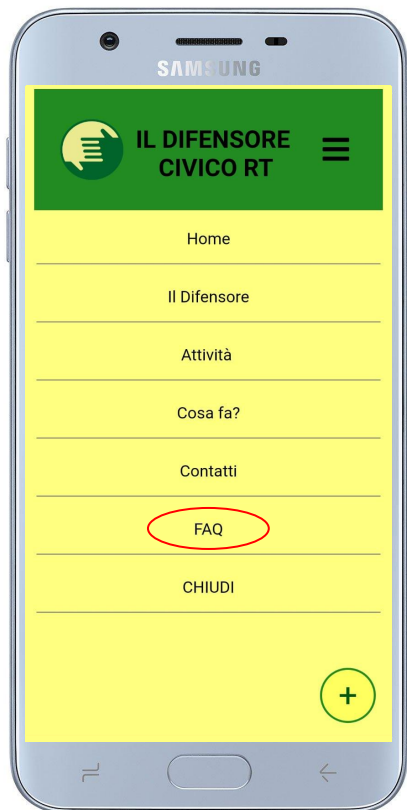 SAMSUNG
IL DIFENSORE
CIVICO RT
Home
Il Difensore
Attività
Cosa fa?
Contatti
FAQ
CHIUDI
+